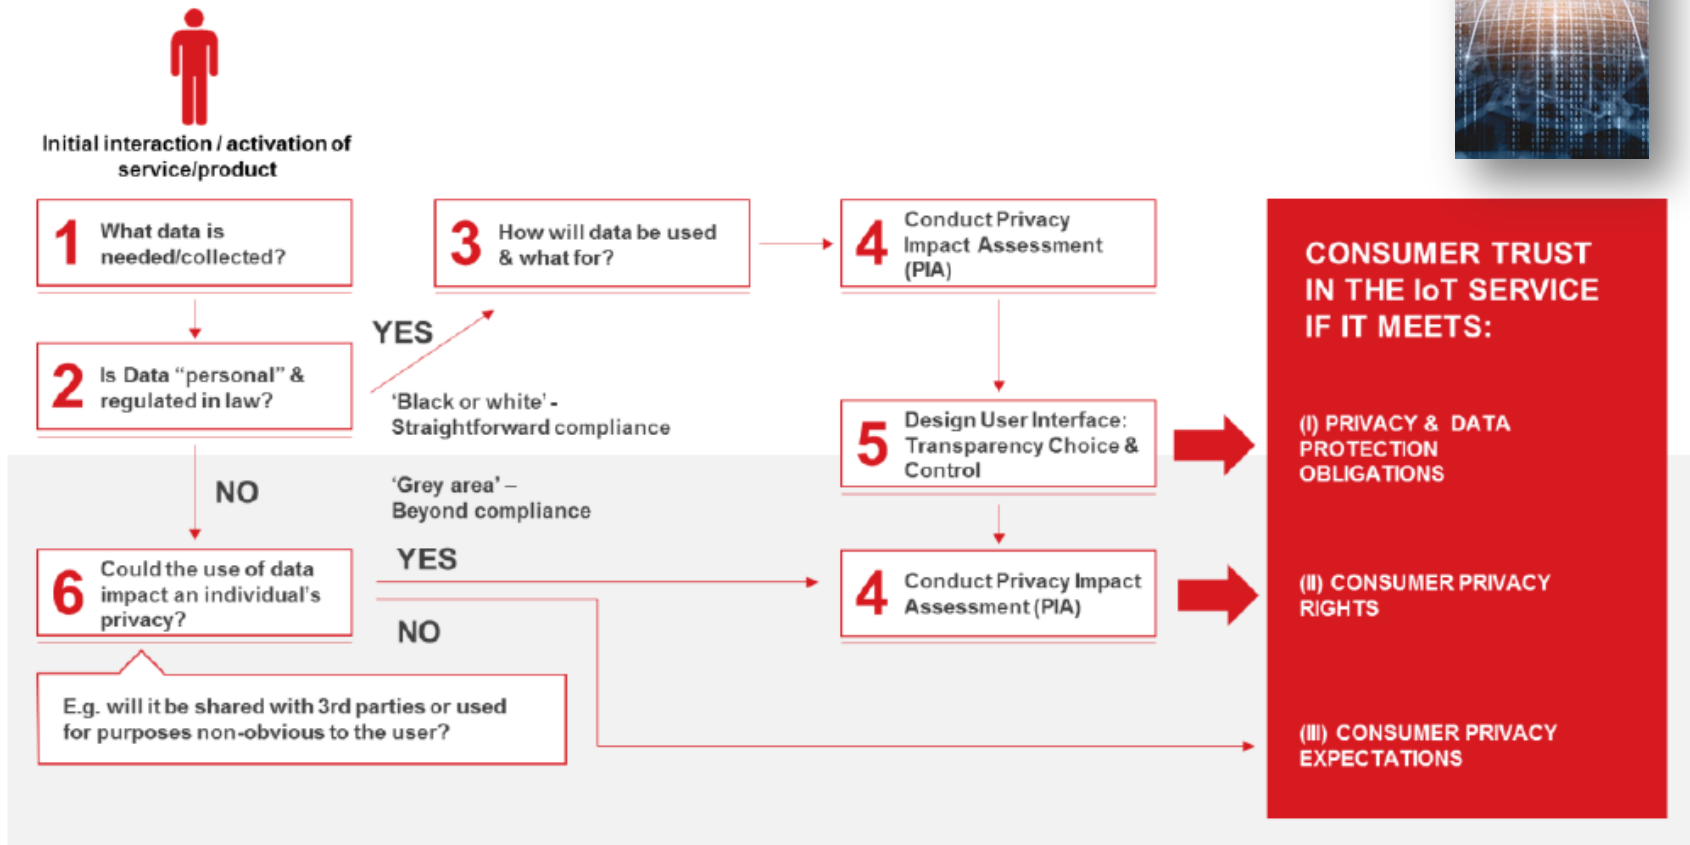 Initial interaction / activation of
service/product
1
What data is
needed/collected?
2
Is Data “personal” &
regulated in law?
YES
NO
3
How will data be used
& what for?
4
Conduct Privacy
Impact Assessment
(PIA)
‘Black or white’ -
Straightforward compliance
‘Grey area’ –
Beyond compliance
5
Design User Interface:
Transparency Choice &
Control
6
Could the use of data
impact an individual’s
privacy?
YES
NO
4
Conduct Privacy Impact
Assessment (PIA)
E.g. will it be shared with 3rd parties or used
for purposes non-obvious to the user?
CONSUMER TRUST
IN THE IoT SERVICE
IF IT MEETS:
(I) PRIVACY & DATA
PROTECTION
OBLIGATIONS
(II) CONSUMER PRIVACY
RIGHTS
(III) CONSUMER PRIVACY
EXPECTATIONS